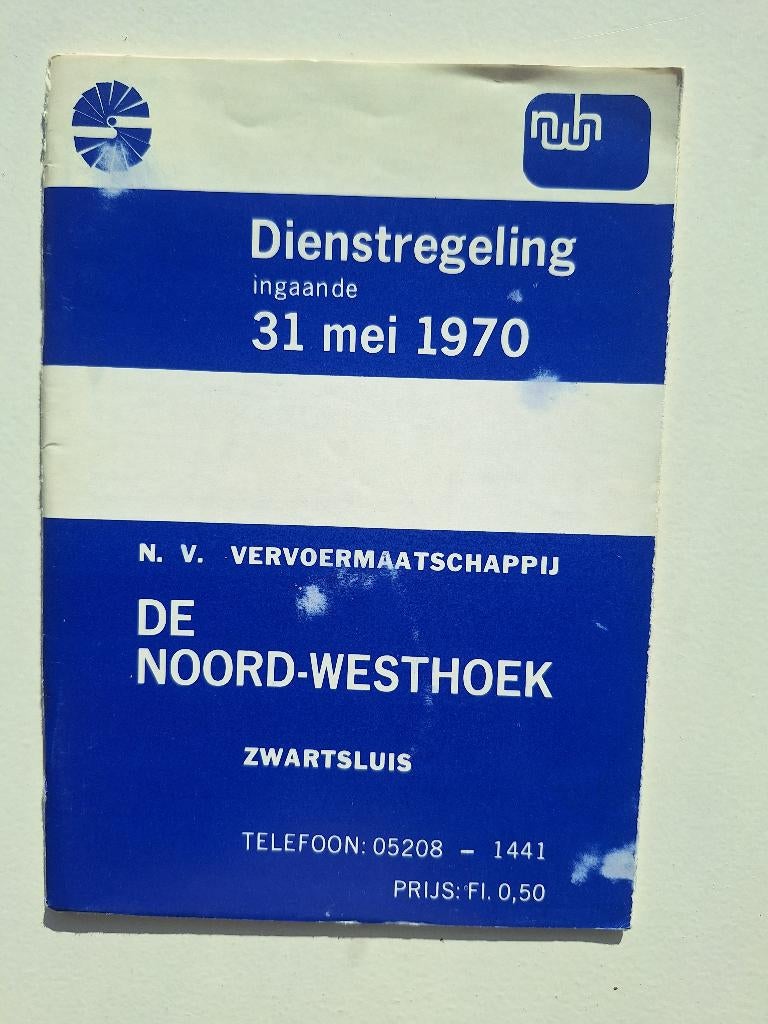 nwh
Dienstregeling
ingaande
31 mei 1970
N. V. VERVOERMAATSCHAPPIJ
DE
NOORD-WESTHOEK
ZWARTSLUIS
TELEFOON: 05208 – 1441
PRIJS: Fl. 0,50